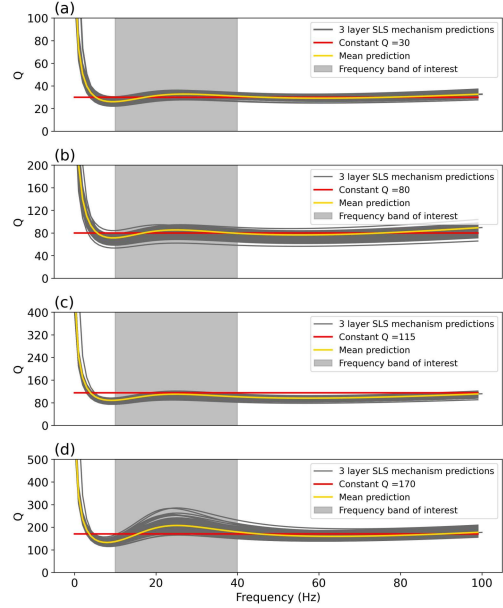 (a)
100
80
60
40
20
0
Q
3 layer SLS mechanism predictions
Constant Q =30
Mean prediction
Frequency band of interest
(b)
200
160
120
80
40
0
Q
3 layer SLS mechanism predictions
Constant Q =80
Mean prediction
Frequency band of interest
(c)
400
320
240
160
80
0
Q
3 layer SLS mechanism predictions
Constant Q =115
Mean prediction
Frequency band of interest
(d)
500
400
300
200
100
0
Q
3 layer SLS mechanism predictions
Constant Q =170
Mean prediction
Frequency band of interest
0 20 40 60 80 100
Frequency (Hz)